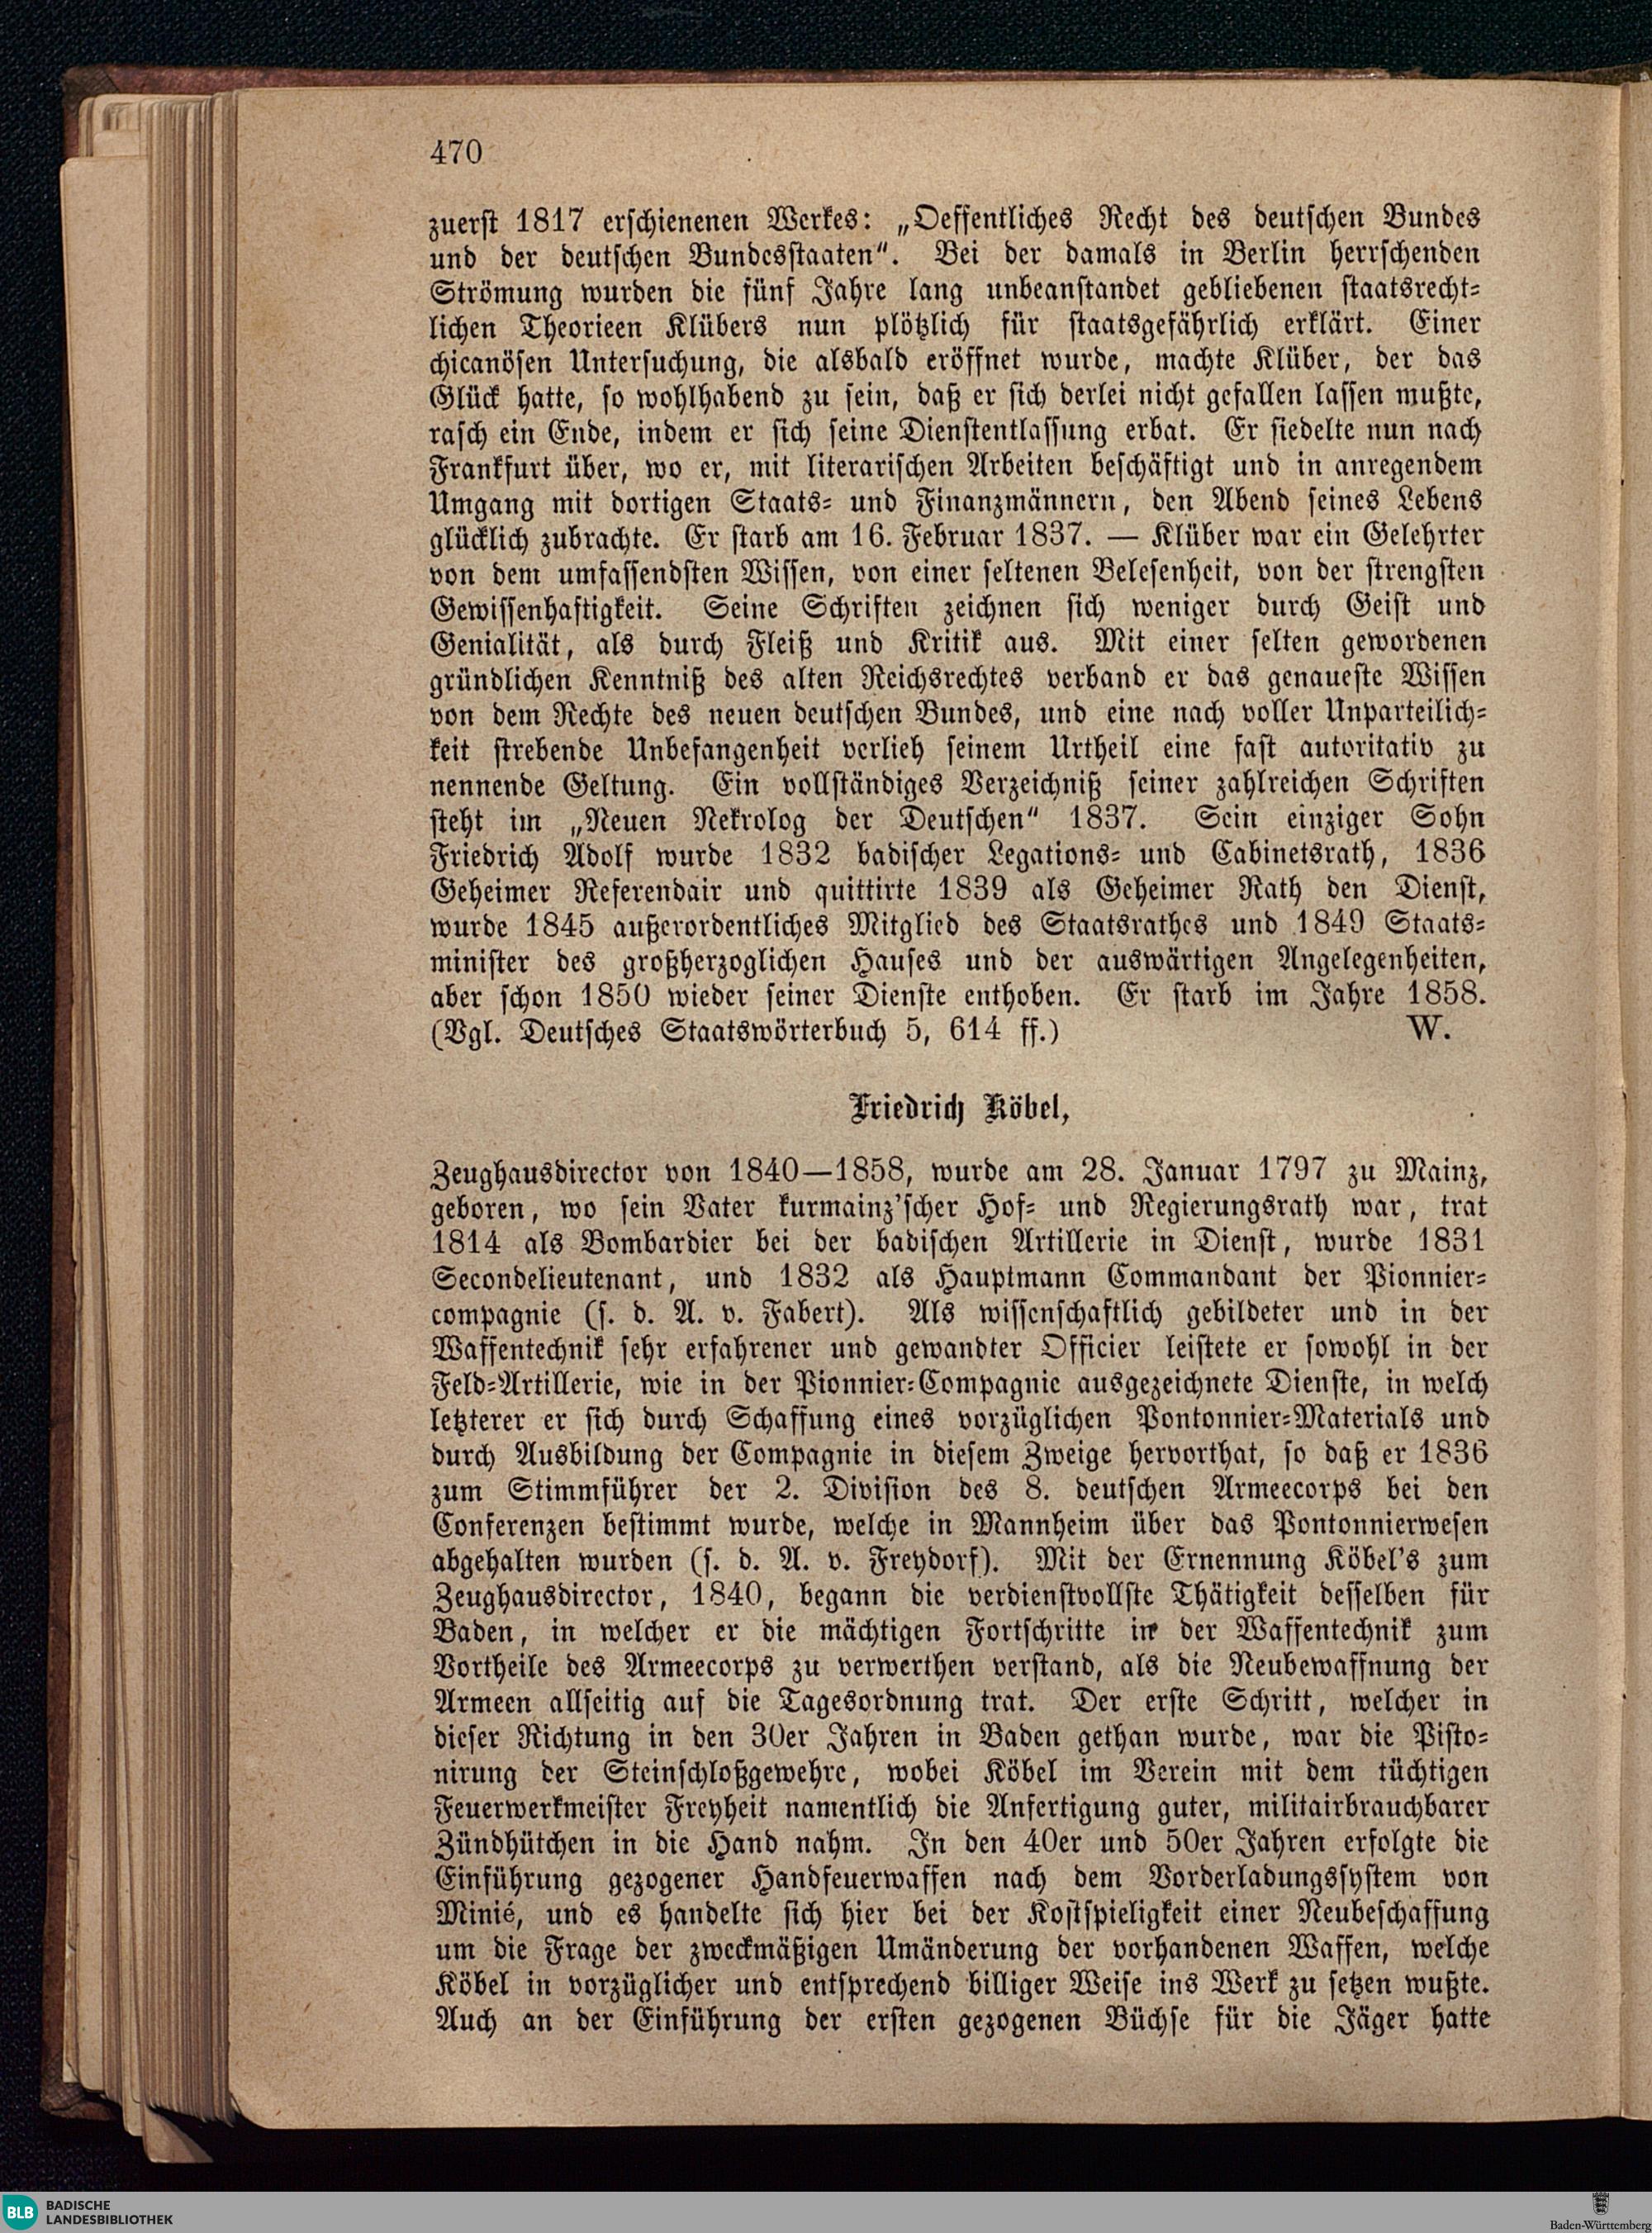 470
zuerst 1817 erschienenen Werkes: „Oeffentliches Recht des deutschen Bundes
und der deutschen Bundesstaaten“. Bei der damals in Berlin herrschenden
Strömung wurden die fünf Jahre lang unbeanstandet gebliebenen staatsrecht-
lichen Theorieen Klübers nun plötzlich für staatsgefährlich erklärt. Einer
chicanösen Untersuchung, die alsbald eröffnet wurde, machte Klüber, der das
Glück hatte, so wohlhabend zu sein, daß er sich derlei nicht gefallen lassen mußte,
rasch ein Ende, indem er sich seine Dienstentlassung erbat. Er siedelte nun nach
Frankfurt über, wo er, mit literarischen Arbeiten beschäftigt und in anregendem
Umgang mit dortigen Staats- und Finanzmännern, den Abend seines Lebens
glücklich zubrachte. Er starb am 16. Februar 1837. — Klüber war ein Gelehrter
von dem umfassendsten Wissen, von einer seltenen Belesenheit, von der strengsten
Gewissenhaftigkeit. Seine Schriften zeichnen sich weniger durch Geist und
Genialität, als durch Fleiß und Kritik aus. Mit einer selten gewordenen
gründlichen Kenntniß des alten Reichsrechtes verband er das genaueste Wissen
von dem Rechte des neuen deutschen Bundes, und eine nach voller Unparteilich-
keit strebende Unbefangenheit verlieh seinem Urtheil eine fast autoritativ zu
nennende Geltung. Ein vollständiges Verzeichniß seiner zahlreichen Schriften
steht im „Neuen Nekrolog der Deutschen“ 1837. Sein einziger Sohn
Friedrich Adolf wurde 1832 badischer Legations- und Cabinetsrath, 1836
Geheimer Referendair und quittirte 1839 als Geheimer Rath den Dienst,
wurde 1845 außerordentliches Mitglied des Staatsrathes und 1849 Staats-
minister des großherzoglichen Hauses und der auswärtigen Angelegenheiten,
aber schon 1850 wieder seiner Dienste enthoben. Er starb im Jahre 1858.
(Vgl. Deutsches Staatswörterbuch 5, 614 ff.) W.
Friedrich Köbel,
Zeughausdirector von 1840—1858, wurde am 28. Januar 1797 zu Mainz,
geboren, wo sein Vater kurmainz'scher Hof- und Regierungsrath war, trat
1814 als Bombardier bei der badischen Artillerie in Dienst, wurde 1831
Secondelieutenant, und 1832 als Hauptmann Commandant der Pionnier-
compagnie (s. d. A. v. Fabert). Als wissenschaftlich gebildeter und in der
Waffentechnik sehr erfahrener und gewandter Officier leistete er sowohl in der
Feld-Artillerie, wie in der Pionnier-Compagnie ausgezeichnete Dienste, in welch
letzterer er sich durch Schaffung eines vorzüglichen Pontonnier-Materials und
durch Ausbildung der Compagnie in diesem Zweige hervorthat, so daß er 1836
zum Stimmführer der 2. Division des 8. deutschen Armeecorps bei den
Conferenzen bestimmt wurde, welche in Mannheim über das Pontonnierwesen
abgehalten wurden (s. d. A. v. Freydorf). Mit der Ernennung Köbel's zum
Zeughausdirector, 1840, begann die verdienstvollste Thätigkeit desselben für
Baden, in welcher er die mächtigen Fortschritte in der Waffentechnik zum
Vortheile des Armeecorps zu verwerthen verstand, als die Neubewaffnung der
Armeen allseitig auf die Tagesordnung trat. Der erste Schritt, welcher in
dieser Richtung in den 30er Jahren in Baden gethan wurde, war die Pisto-
nirung der Steinschloßgewehre, wobei Köbel im Verein mit dem tüchtigen
Feuerwerkmeister Freyheit namentlich die Anfertigung guter, militairbrauchbarer
Zündhütchen in die Hand nahm. In den 40er und 50er Jahren erfolgte die
Einführung gezogener Handfeuerwaffen nach dem Vorderladungssystem von
Minié, und es handelte sich hier bei der Kostspieligkeit einer Neubeschaffung
um die Frage der zweckmäßigen Umänderung der vorhandenen Waffen, welche
Köbel in vorzüglicher und entsprechend billiger Weise ins Werk zu setzen wußte.
Auch an der Einführung der ersten gezogenen Büchse für die Jäger hatte
BLB BADISCHE
LANDESBIBLIOTHEK
Baden-Württemberg